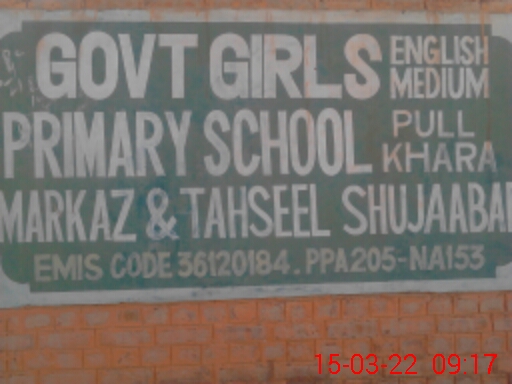 GOVT GIRLS ENGLISH MEDIUM
PRIMARY SCHOOL PULL KHARA
MARKAZ & TAHSEEL SHUJAABA
EMIS CODE 36120184. PPA205-NA153
15-03-22 09:17